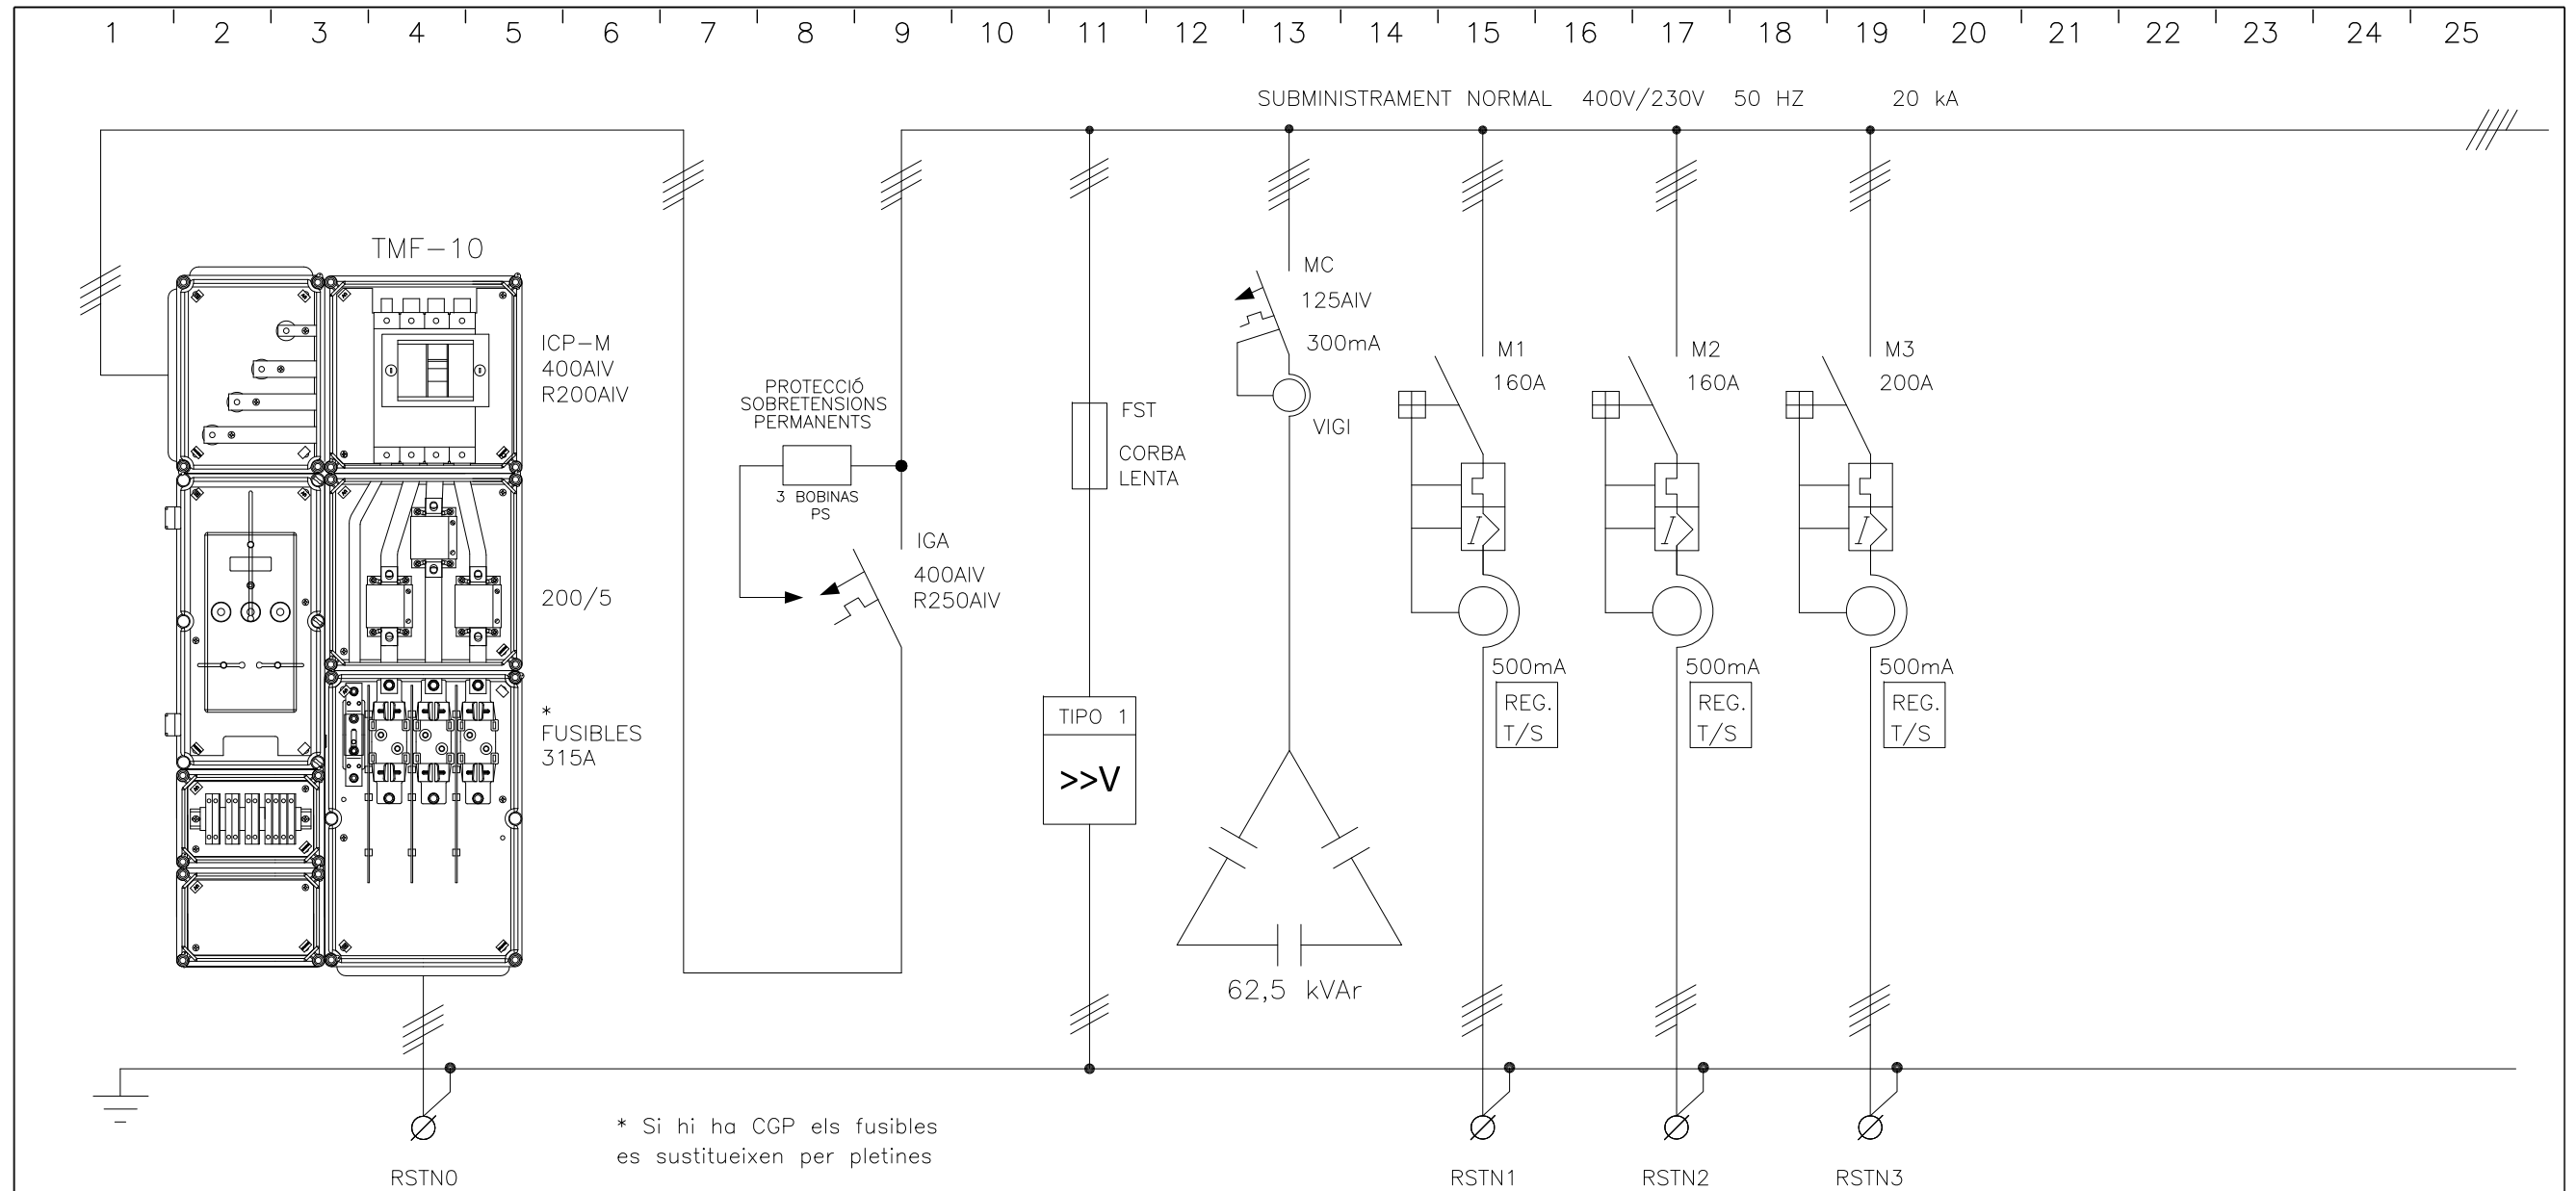 1 2 3 4 5 6 7 8 9 10 11 12 13 14 15 16 17 18 19 20 21 22 23 24 25
SUBMINISTRAMENT NORMAL 400V/230V 50 HZ 20 kA
TMF-10
ICP-M
400AIV
R200AIV
200/5
*
FUSIBLES
315A
PROTECCIÓ
SOBRETENSIONS
PERMANENTS
3 BOBINAS
PS
IGA
400AIV
R250AIV
FST
CORBA
LENTA
TIPO 1
>>V
MC
125AIV
300mA
VIGI
62,5 kVAr
M1
160A
500mA
REG.
T/S
M2
160A
500mA
REG.
T/S
M3
200A
500mA
REG.
T/S
* Si hi ha CGP els fusibles
es sustitueixen per pletines
RSTN0
RSTN1
RSTN2
RSTN3